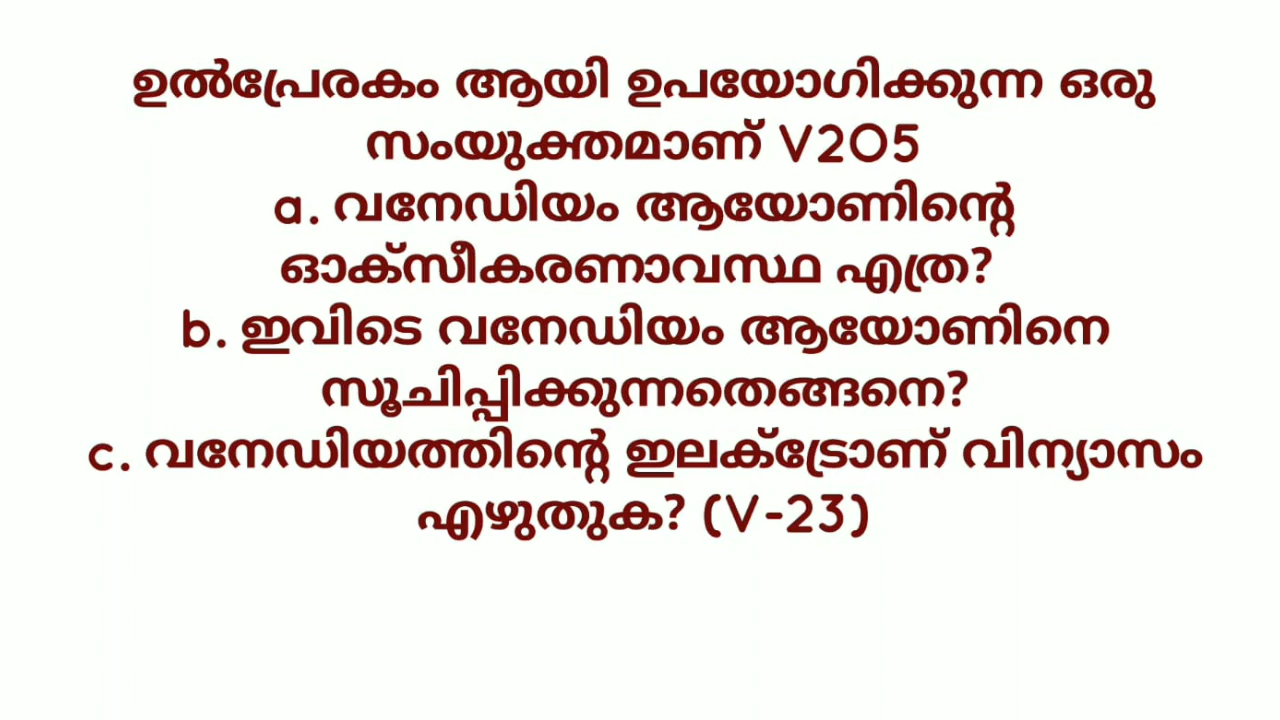 ഉൽപ്രേരകം ആയി ഉപയോഗിക്കുന്ന ഒരു
സംയുക്തമാണ് V2O5
a. വനേഡിയം ആയോണിന്റെ
ഓക്സീകരണാവസ്ഥ എത്ര?
b. ഇവിടെ വനേഡിയം ആയോണിനെ
സൂചിപ്പിക്കുന്നതെങ്ങനെ?
c. വനേഡിയത്തിന്റെ ഇലക്ട്രോണ് വിന്യാസം
എഴുതുക? (V-23)